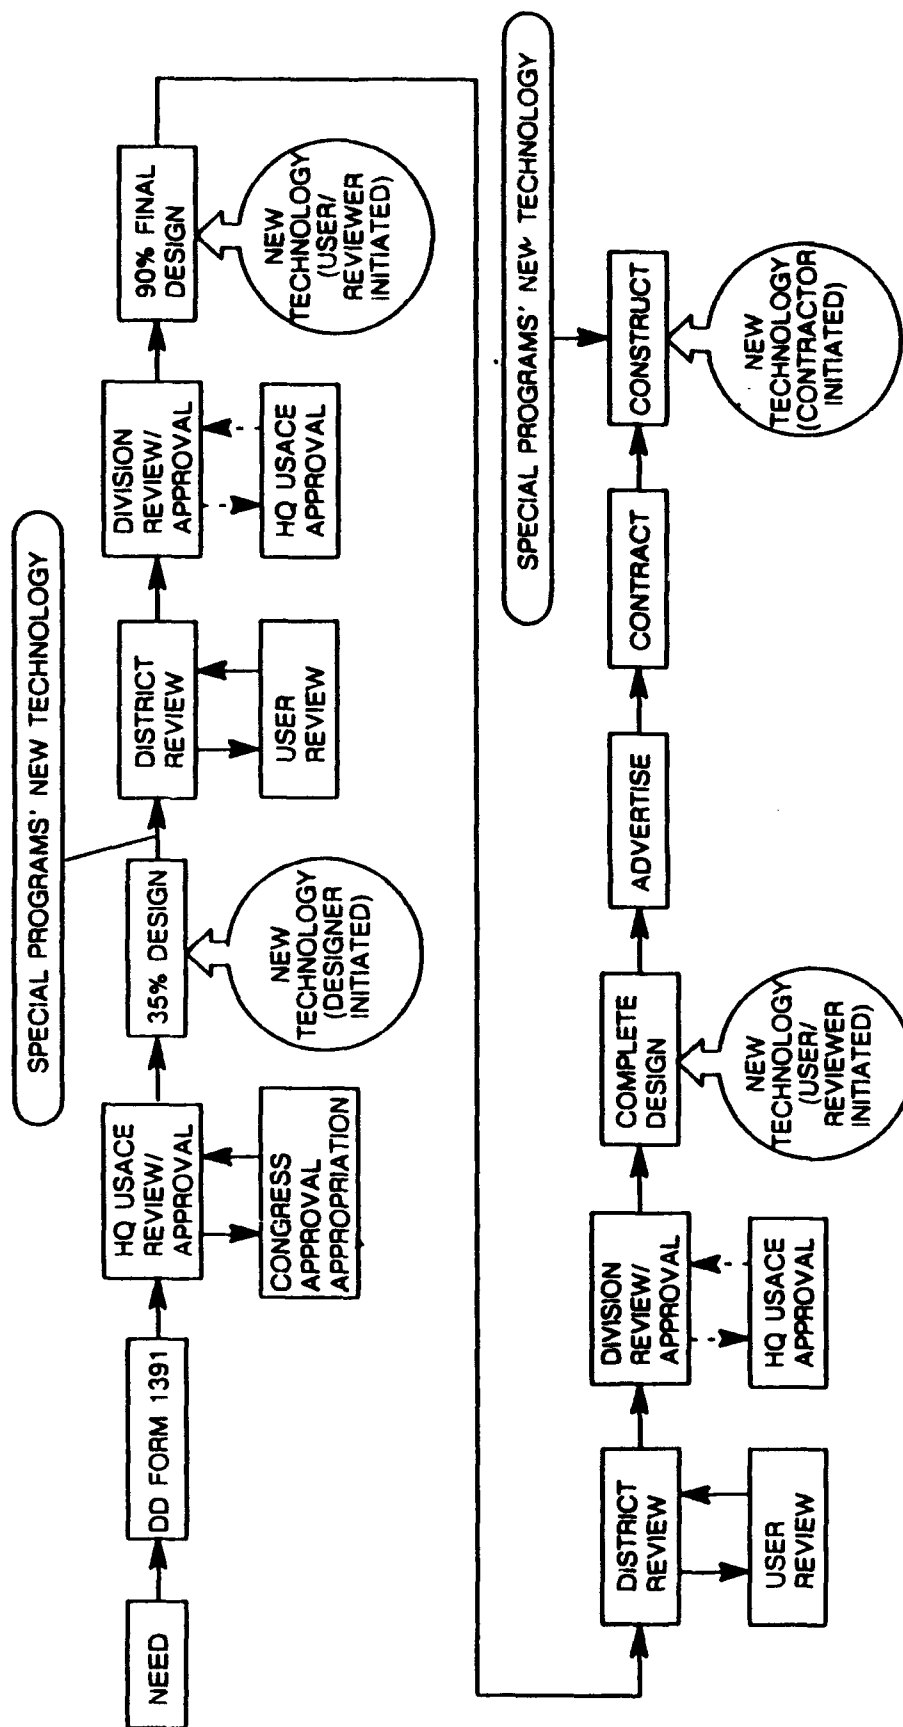 SPECIAL PROGRAMS' NEW TECHNOLOGY
NEED
DD FORM 1391
HQ USACE
REVIEW/
APPROVAL
CONGRESS
APPROVAL
APPROPRIATION
35% DESIGN
NEW
TECHNOLOGY
(DESIGNER
INITIATED)
DISTRICT
REVIEW
USER
REVIEW
DIVISION
REVIEW/
APPROVAL
HQ USACE
APPROVAL
90% FINAL
DESIGN
NEW
TECHNOLOGY
(USER/
REVIEWER
INITIATED)
SPECIAL PROGRAMS' NEW TECHNOLOGY
DISTRICT
REVIEW
USER
REVIEW
DIVISION
REVIEW/
APPROVAL
HQ USACE
APPROVAL
COMPLETE
DESIGN
NEW
TECHNOLOGY
(USER/
REVIEWER
INITIATED)
ADVERTISE
CONTRACT
CONSTRUCT
NEW
TECHNOLOGY
(CONTRACTOR
INITIATED)